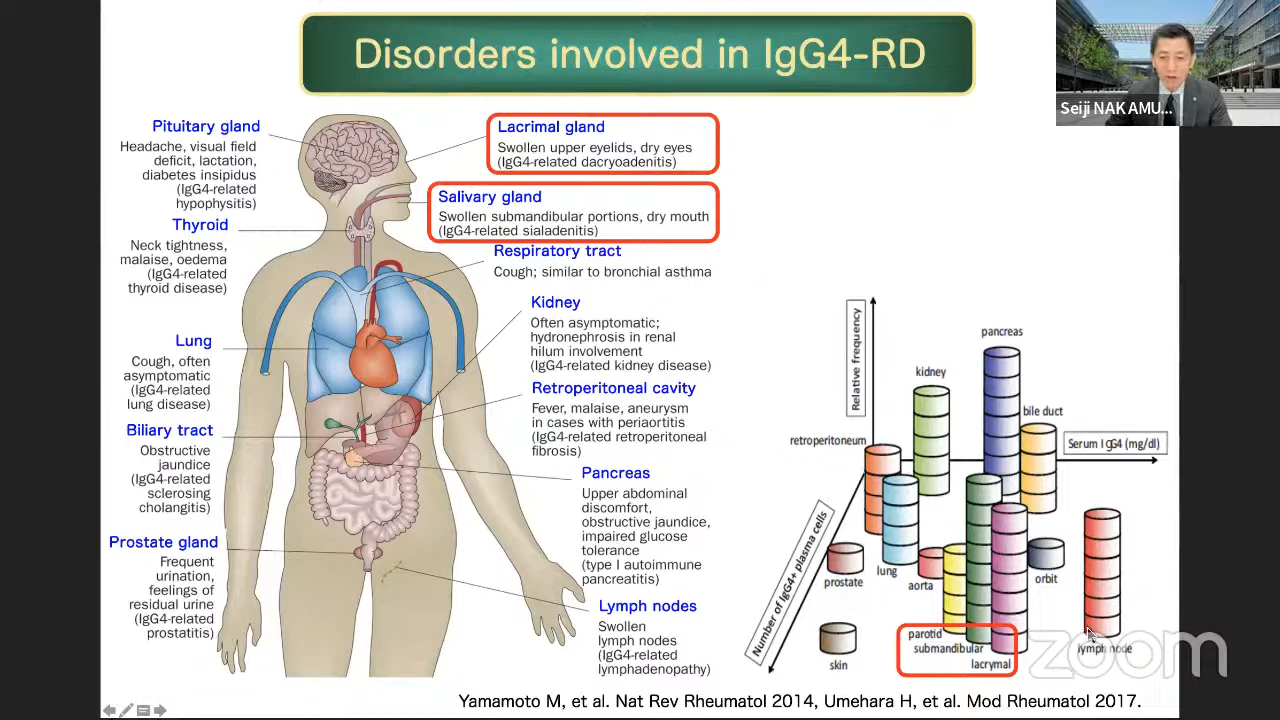 Disorders involved in IgG4-RD
Seiji NAK AMU...
Pituitary gland
Headache, visual field
deficit, lactation,
diabetes insipidus
(IgG4-related
hypophysitis)
Thyroid
Neck tightness,
malaise, oedema
(IgG4-related
thyroid disease)
Lung
Cough, often
asymptomatic
(IgG4-related
lung disease)
Biliary tract
Obstructive
jaundice
(IgG4-related
sclerosing
cholangitis)
Prostate gland
Frequent
urination,
feelings of
residual urine
(IgG4-related
prostatitis)
Lacrimal gland
Swollen upper eyelids, dry eyes
(IgG4-related dacryoadenitis)
Salivary gland
Swollen submandibular portions, dry mouth
(IgG4-related sialadenitis)
Respiratory tract
Cough; similar to bronchial asthma
Kidney
Often asymptomatic;
hydronephrosis in renal
hilum involvement
(IgG4-related kidney disease)
Retroperitoneal cavity
Fever, malaise, aneurysm
in cases with periaortitis
(IgG4-related retroperitoneal
fibrosis)
Pancreas
Upper abdominal
discomfort,
obstructive jaundice,
impaired glucose
tolerance
(type I autoimmune
pancreatitis)
Lymph nodes
Swollen
lymph nodes
(IgG4-related
lymphadenopathy)
Relative frequency
pancreas
kidney
bile duct
retroperitoneum
Serum IgG4 (mg/dl)
Number of IgG4+ plasma cells
prostate
lung
aorta
orbit
skin
parotid
submandibular
lacrymal
lymph node
zoom
Yamamoto M, et al. Nat Rev Rheumatol 2014, Umehara H, et al. Mod Rheumatol 2017.